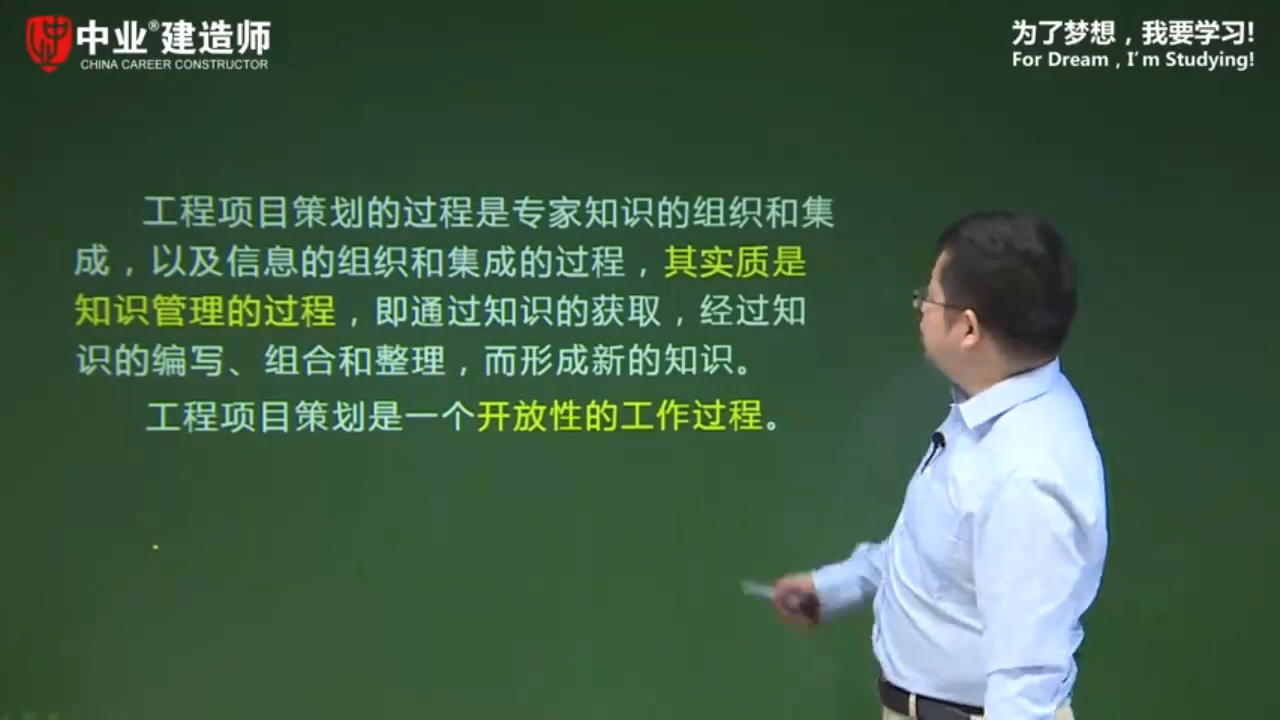 中业®建造师
CHINA CAREER CONSTRUCTOR
为了梦想，我要学习!
For Dream , I'm Studying!
工程项目策划的过程是专家知识的组织和集
成，以及信息的组织和集成的过程，其实质是
知识管理的过程，即通过知识的获取，经过知
识的编写、组合和整理，而形成新的知识。
工程项目策划是一个开放性的工作过程。